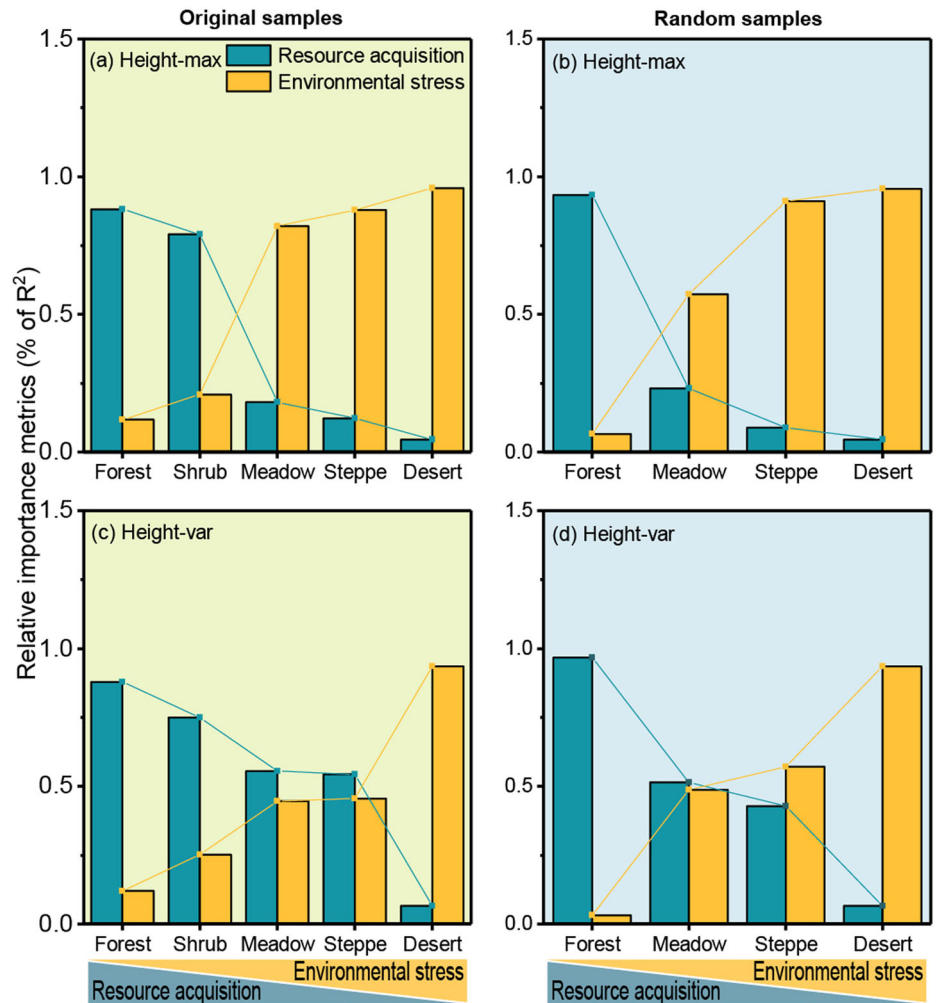 Original samples
Random samples
Relative importance metrics (% of R²)
1.5
(a) Height-max
Resource acquisition
Environmental stress
1.0
0.5
0.0
Forest Shrub Meadow Steppe Desert
1.5
(b) Height-max
1.0
0.5
0.0
Forest Meadow Steppe Desert
1.5
(c) Height-var
1.0
0.5
0.0
Forest Shrub Meadow Steppe Desert
Environmental stress
Resource acquisition
1.5
(d) Height-var
1.0
0.5
0.0
Forest Meadow Steppe Desert
Environmental stress
Resource acquisition